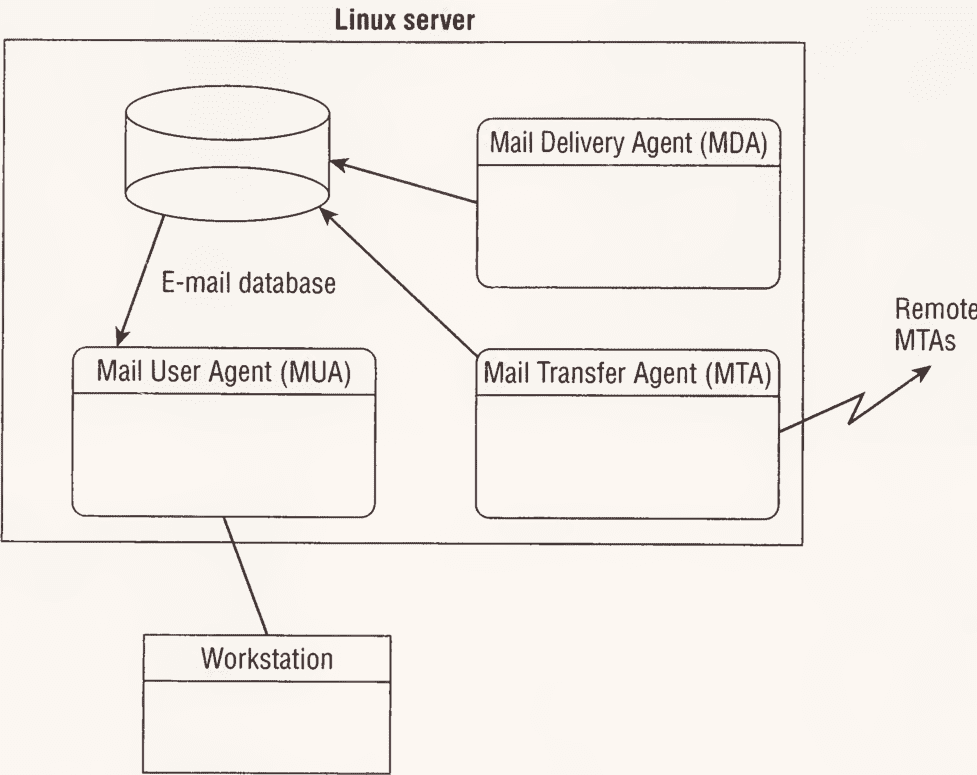 Linux server
Mail Delivery Agent (MDA)
E-mail database
Remote
MTAs
Mail User Agent (MUA)
Mail Transfer Agent (MTA)
Workstation